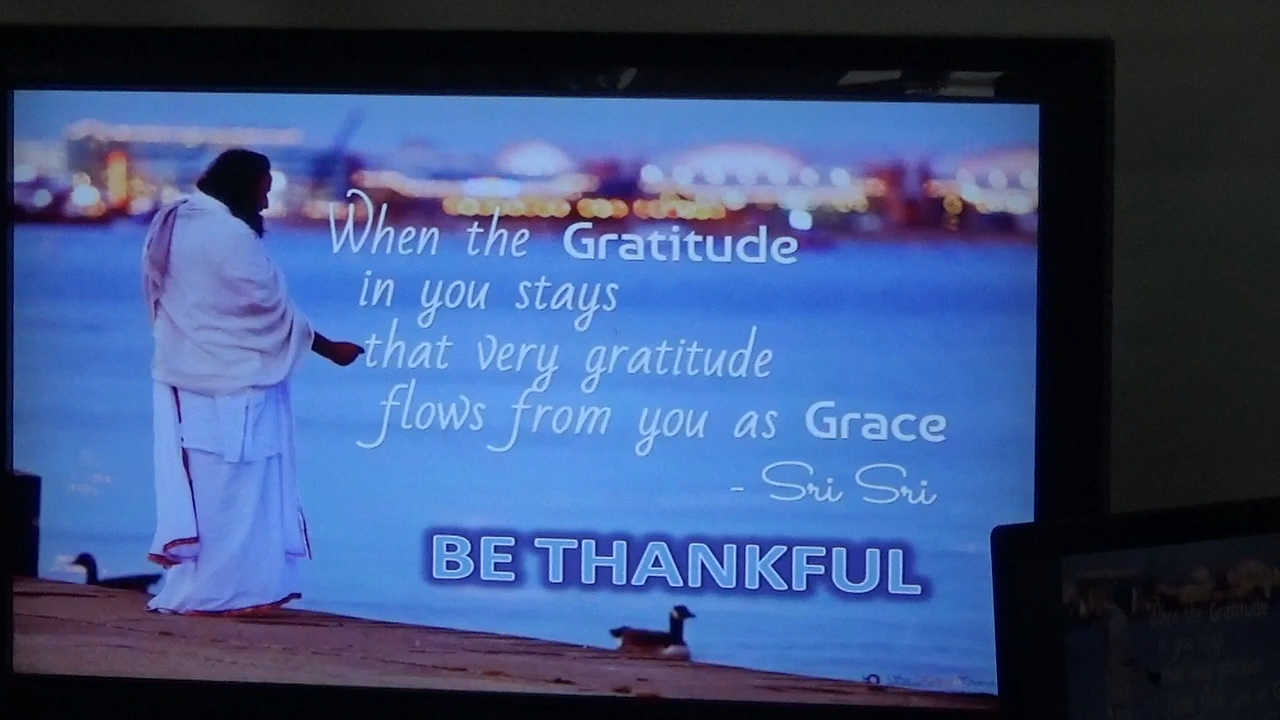 When the Gratitude
in you stays
that very gratitude
flows from you as Grace
- Sri Sri
BE THANKFUL